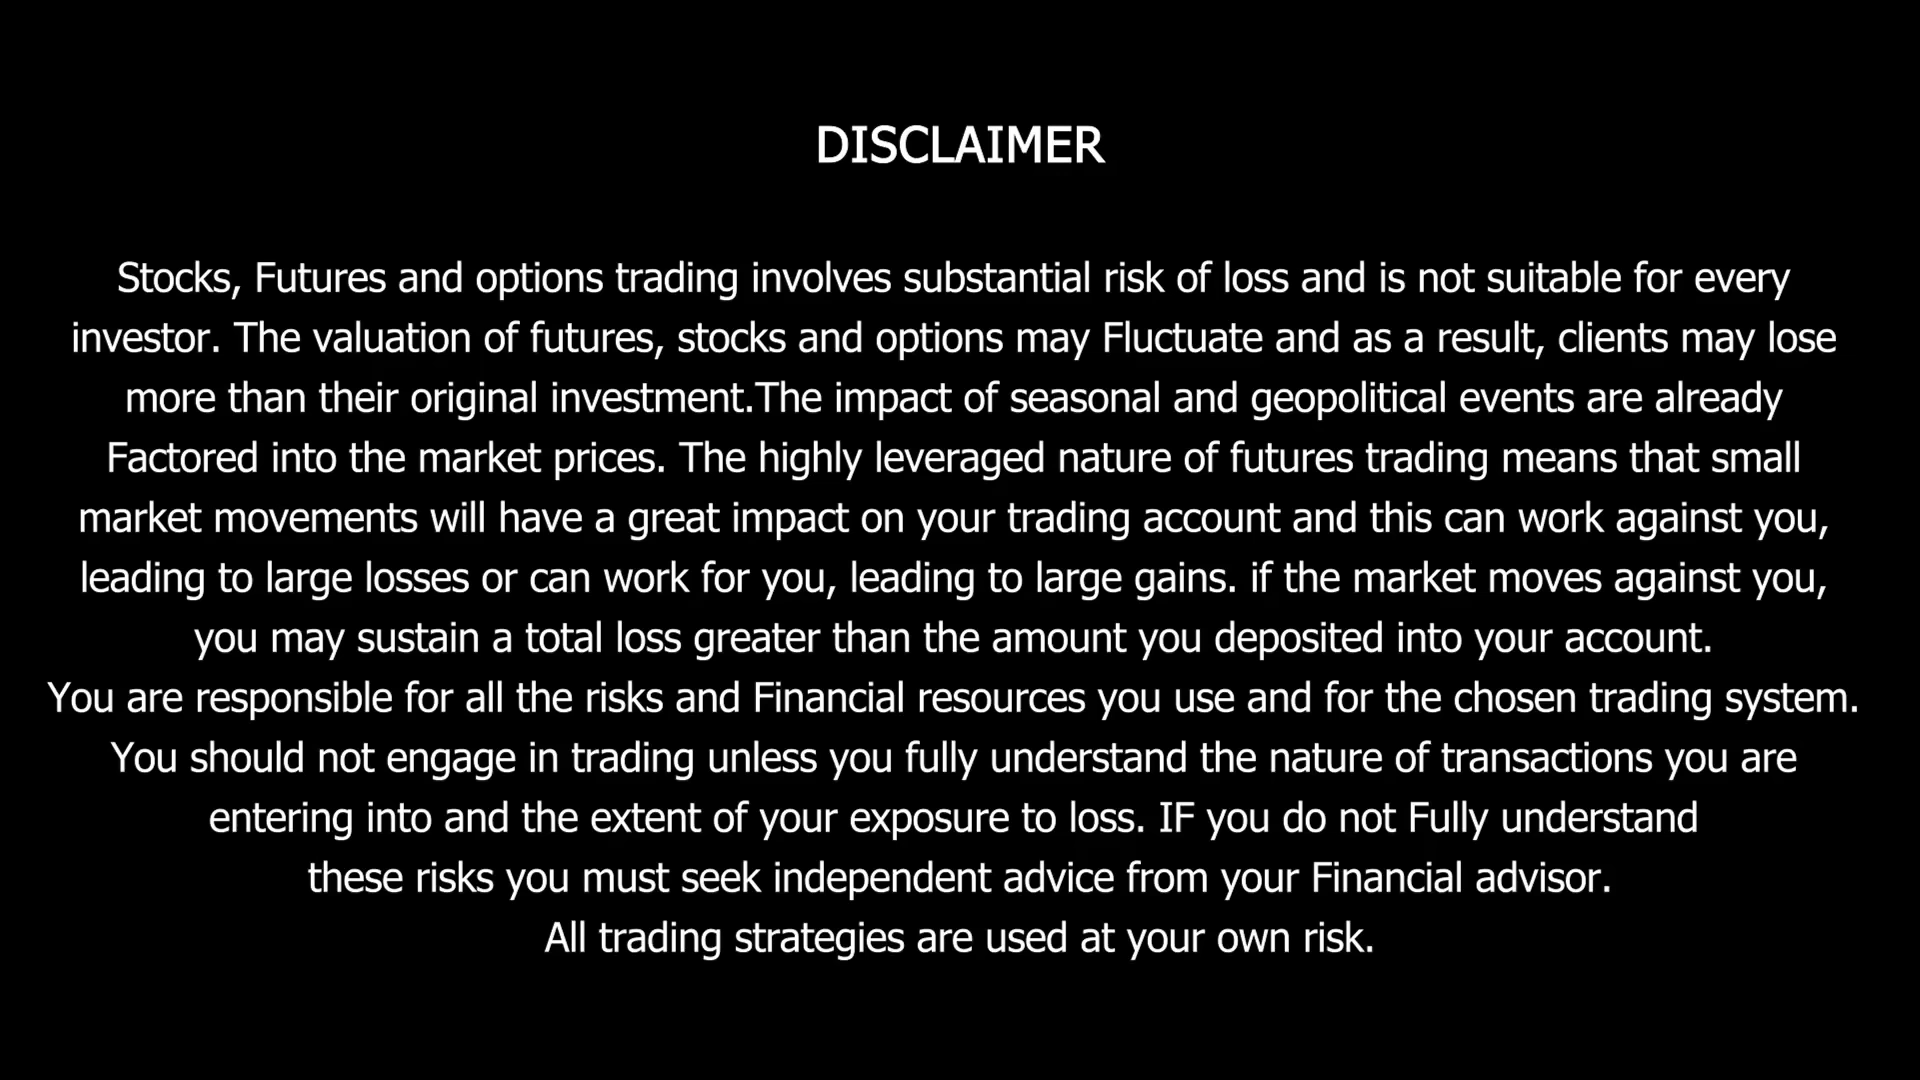 DISCLAIMER
Stocks, Futures and options trading involves substantial risk of loss and is not suitable for every
investor. The valuation of futures, stocks and options may Fluctuate and as a result, clients may lose
more than their original investment.The impact of seasonal and geopolitical events are already
Factored into the market prices. The highly leveraged nature of futures trading means that small
market movements will have a great impact on your trading account and this can work against you,
leading to large losses or can work for you, leading to large gains. if the market moves against you,
you may sustain a total loss greater than the amount you deposited into your account.
You are responsible for all the risks and Financial resources you use and for the chosen trading system.
You should not engage in trading unless you fully understand the nature of transactions you are
entering into and the extent of your exposure to loss. IF you do not Fully understand
these risks you must seek independent advice from your Financial advisor.
All trading strategies are used at your own risk.